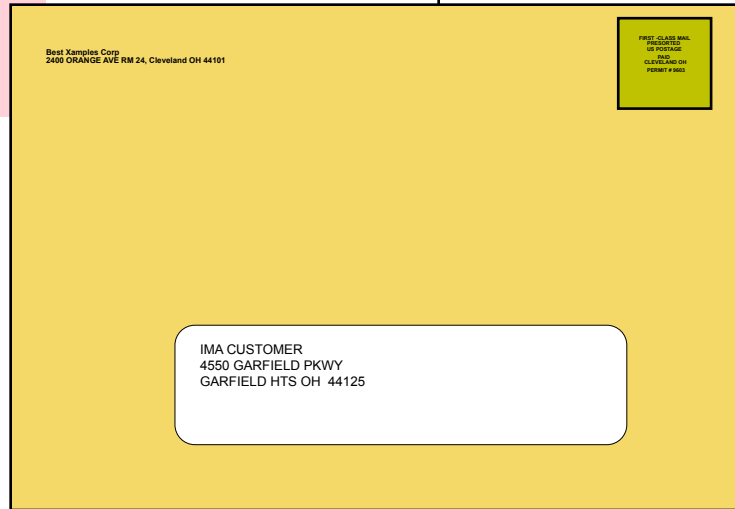 Best Xamples Corp
2400 ORANGE AVE RM 24, Cleveland OH 44101
FIRST -CLASS MAIL
PRESORTED
US POSTAGE
PAID
CLEVELAND OH
PERMIT # 9603
IMA CUSTOMER
4550 GARFIELD PKWY
GARFIELD HTS OH  44125